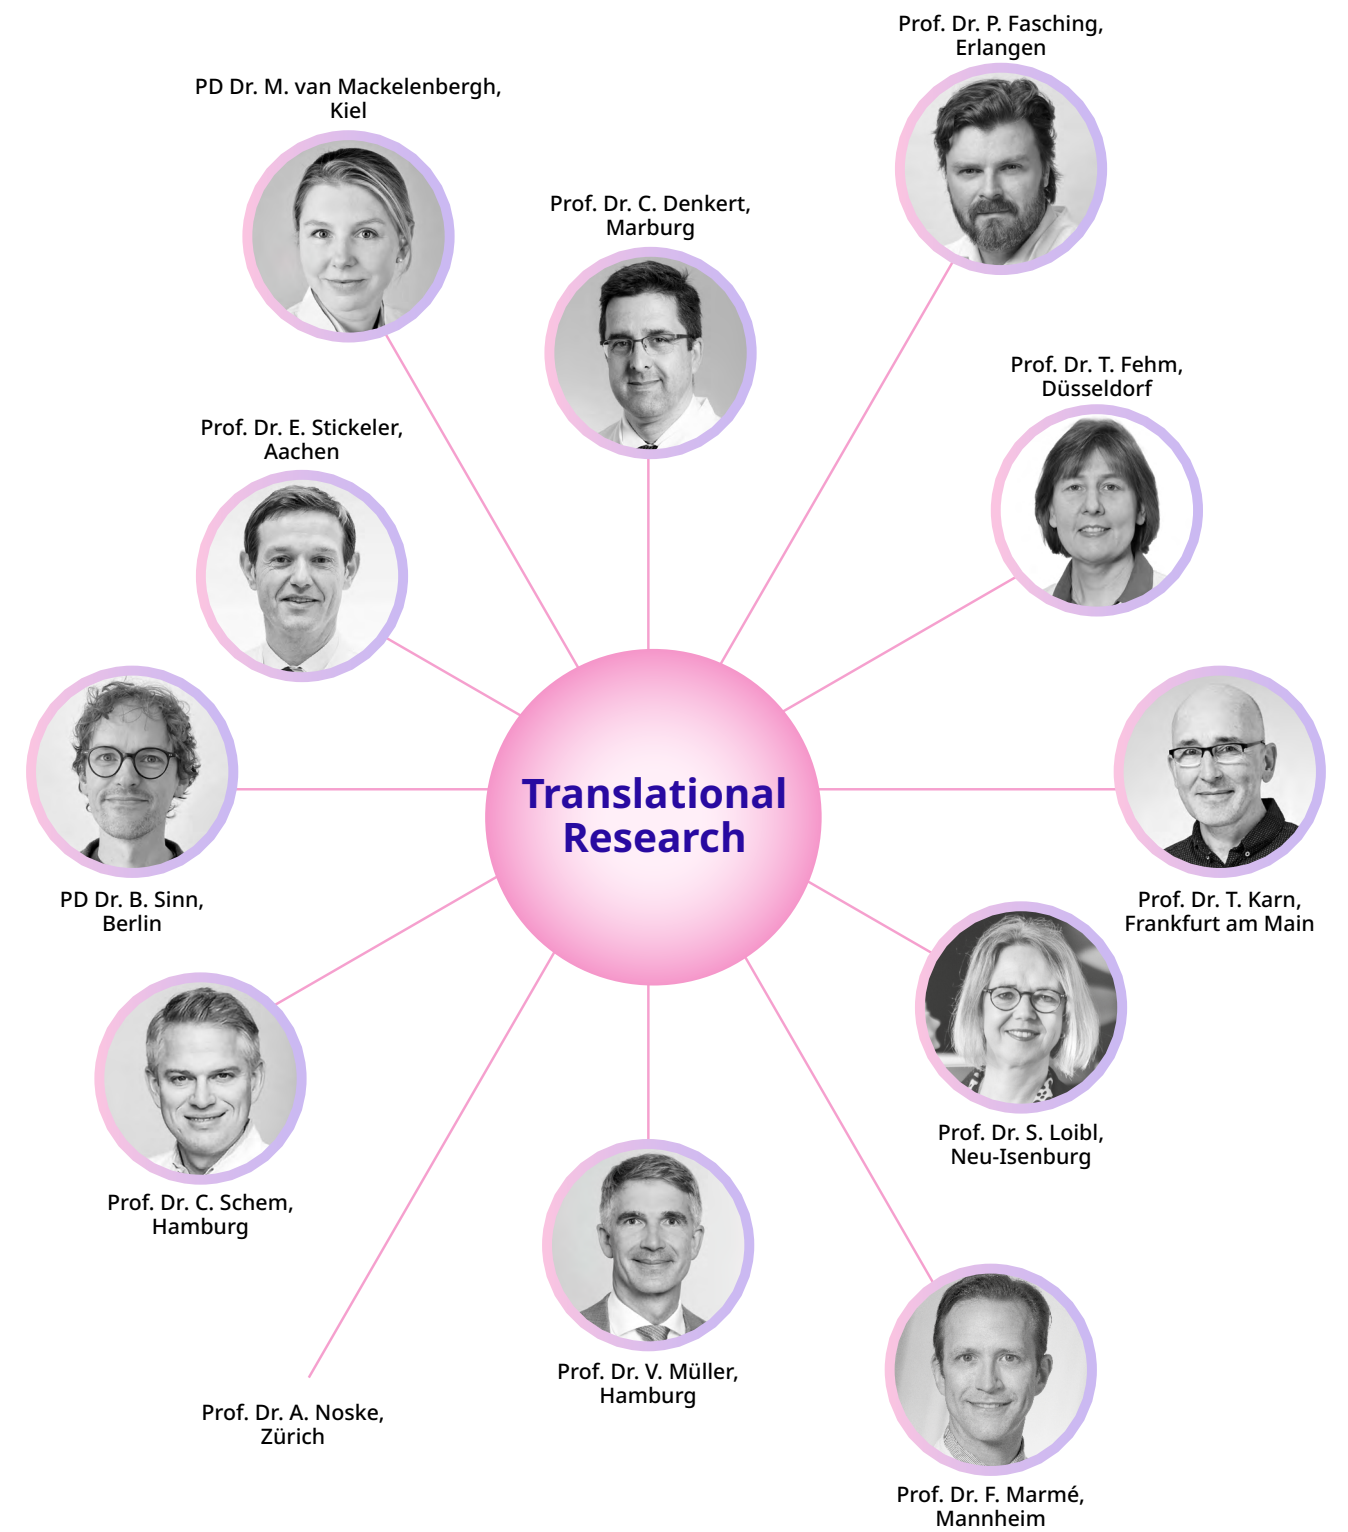 Prof. Dr. P. Fasching,
Erlangen
PD Dr. M. van Mackelenbergh,
Kiel
Prof. Dr. C. Denkert,
Marburg
Prof. Dr. T. Fehm,
Düsseldorf
Prof. Dr. E. Stickeler,
Aachen
Translational
Research
PD Dr. B. Sinn,
Berlin
Prof. Dr. T. Karn,
Frankfurt am Main
Prof. Dr. S. Loibl,
Neu-Isenburg
Prof. Dr. C. Schem,
Hamburg
Prof. Dr. V. Müller,
Hamburg
Prof. Dr. A. Noske,
Zürich
Prof. Dr. F. Marmé,
Mannheim